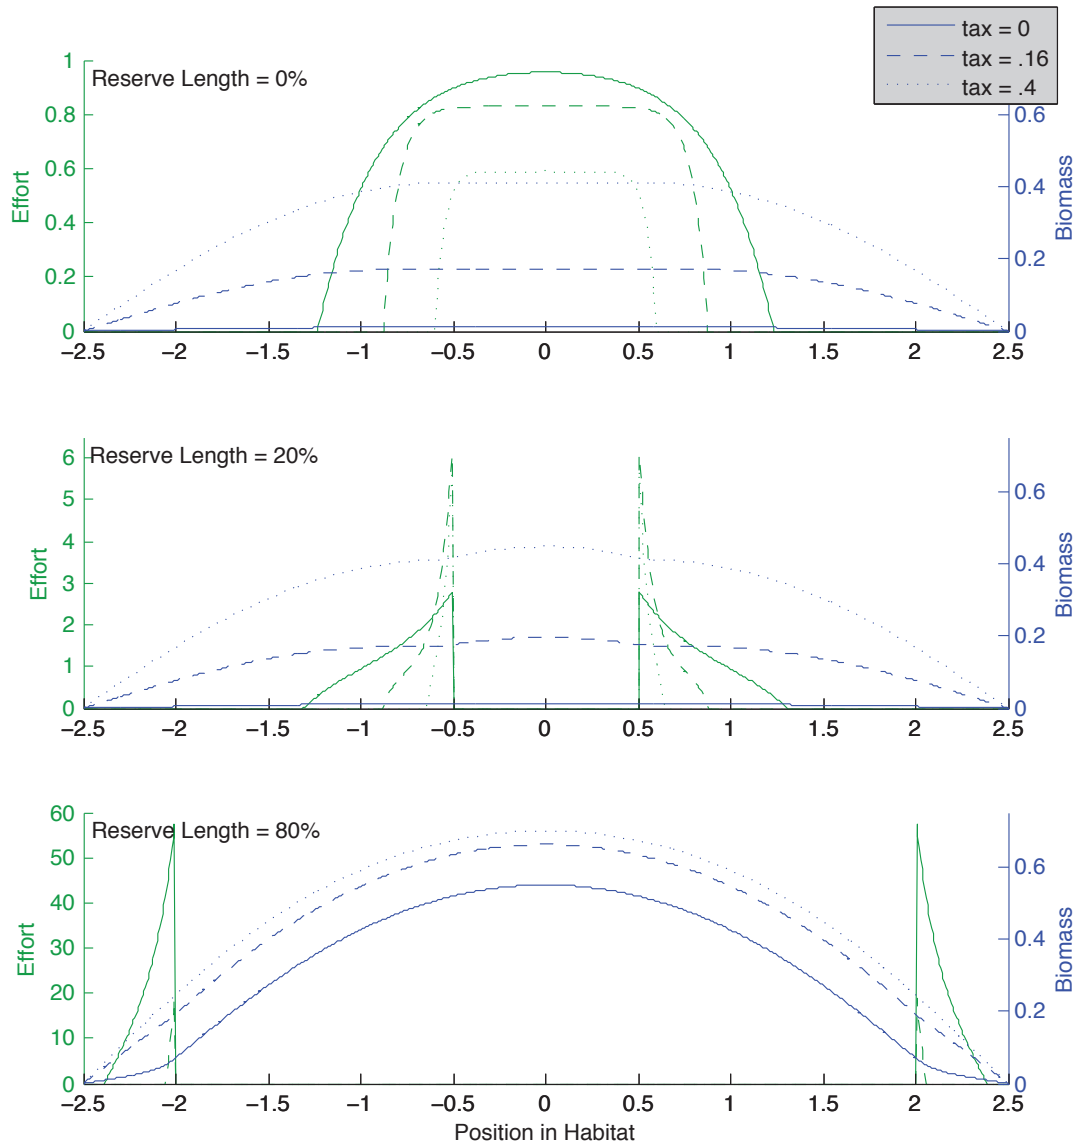 tax = 0
tax = .16
tax = .4
Reserve Length = 0%
1
0.8
0.6
0.4
0.2
0
Effort
0.6
0.4
0.2
0
Biomass
−2.5 −2 −1.5 −1 −0.5 0 0.5 1 1.5 2 2.5
Reserve Length = 20%
6
5
4
3
2
1
0
Effort
0.6
0.4
0.2
0
Biomass
−2.5 −2 −1.5 −1 −0.5 0 0.5 1 1.5 2 2.5
Reserve Length = 80%
60
50
40
30
20
10
0
Effort
0.6
0.4
0.2
0
Biomass
−2.5 −2 −1.5 −1 −0.5 0 0.5 1 1.5 2 2.5
Position in Habitat